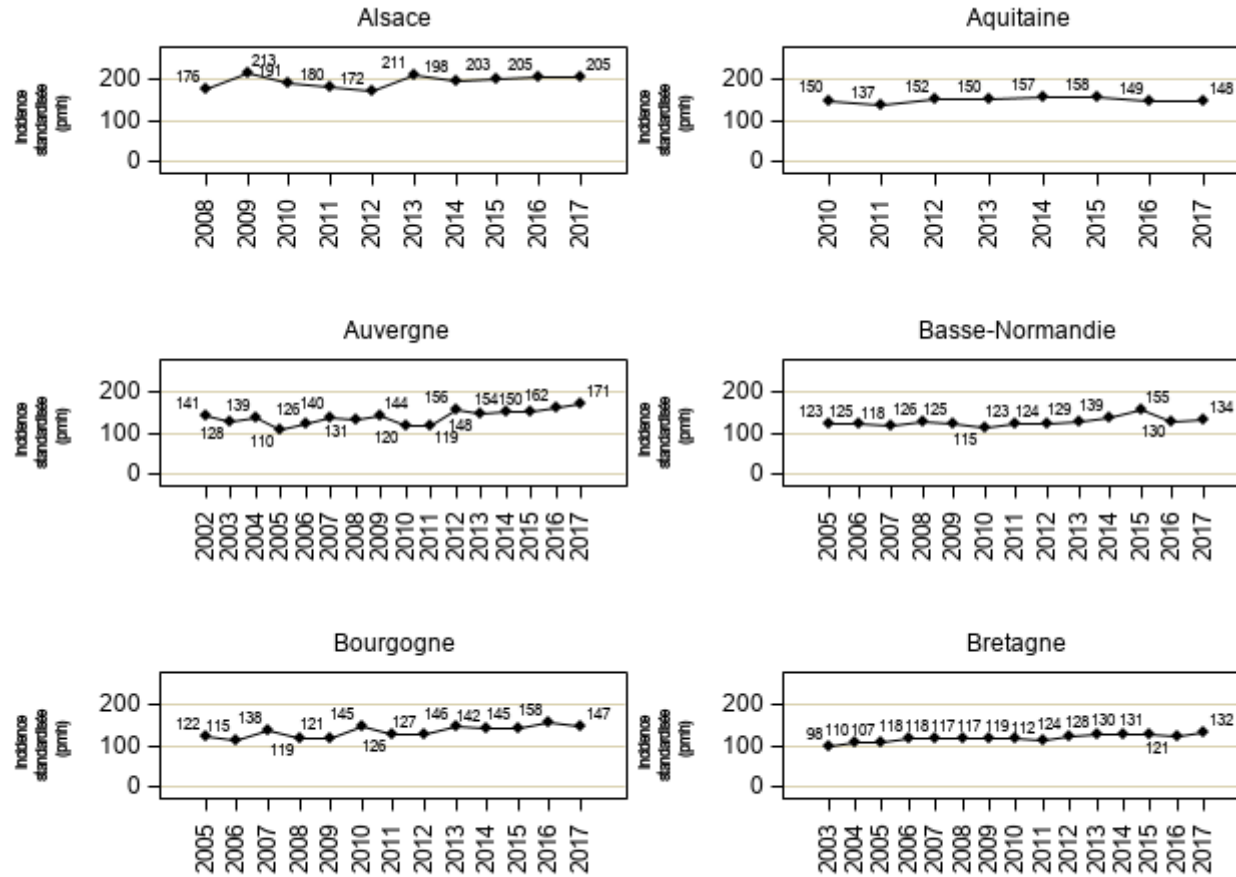 Alsace
Incidence
standardisée
(pmh)
200
100
0
176 213 191 180 172 211 198 203 205 205
2008 2009 2010 2011 2012 2013 2014 2015 2016 2017
Aquitaine
Incidence
standardisée
(pmh)
200
100
0
150 137 152 150 157 158 149 148
2010 2011 2012 2013 2014 2015 2016 2017
Auvergne
Incidence
standardisée
(pmh)
200
100
0
141 128 139 110 126 140 131 144 120 119 156 148 154 150 162 171
2002 2003 2004 2005 2006 2007 2008 2009 2010 2011 2012 2013 2014 2015 2016 2017
Basse-Normandie
Incidence
standardisée
(pmh)
200
100
0
123 125 118 126 125 115 123 124 129 139 155 130 134
2005 2006 2007 2008 2009 2010 2011 2012 2013 2014 2015 2016 2017
Bourgogne
Incidence
standardisée
(pmh)
200
100
0
122 115 138 119 121 145 126 127 146 142 145 158 147
2005 2006 2007 2008 2009 2010 2011 2012 2013 2014 2015 2016 2017
Bretagne
Incidence
standardisée
(pmh)
200
100
0
98 110 107 118 118 117 117 119 112 124 128 130 131 121 132
2003 2004 2005 2006 2007 2008 2009 2010 2011 2012 2013 2014 2015 2016 2017